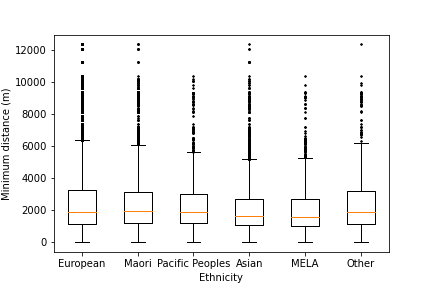 12000
10000
8000
6000
4000
2000
0
Minimum distance (m)
European Maori Pacific Peoples Asian MELA Other
Ethnicity